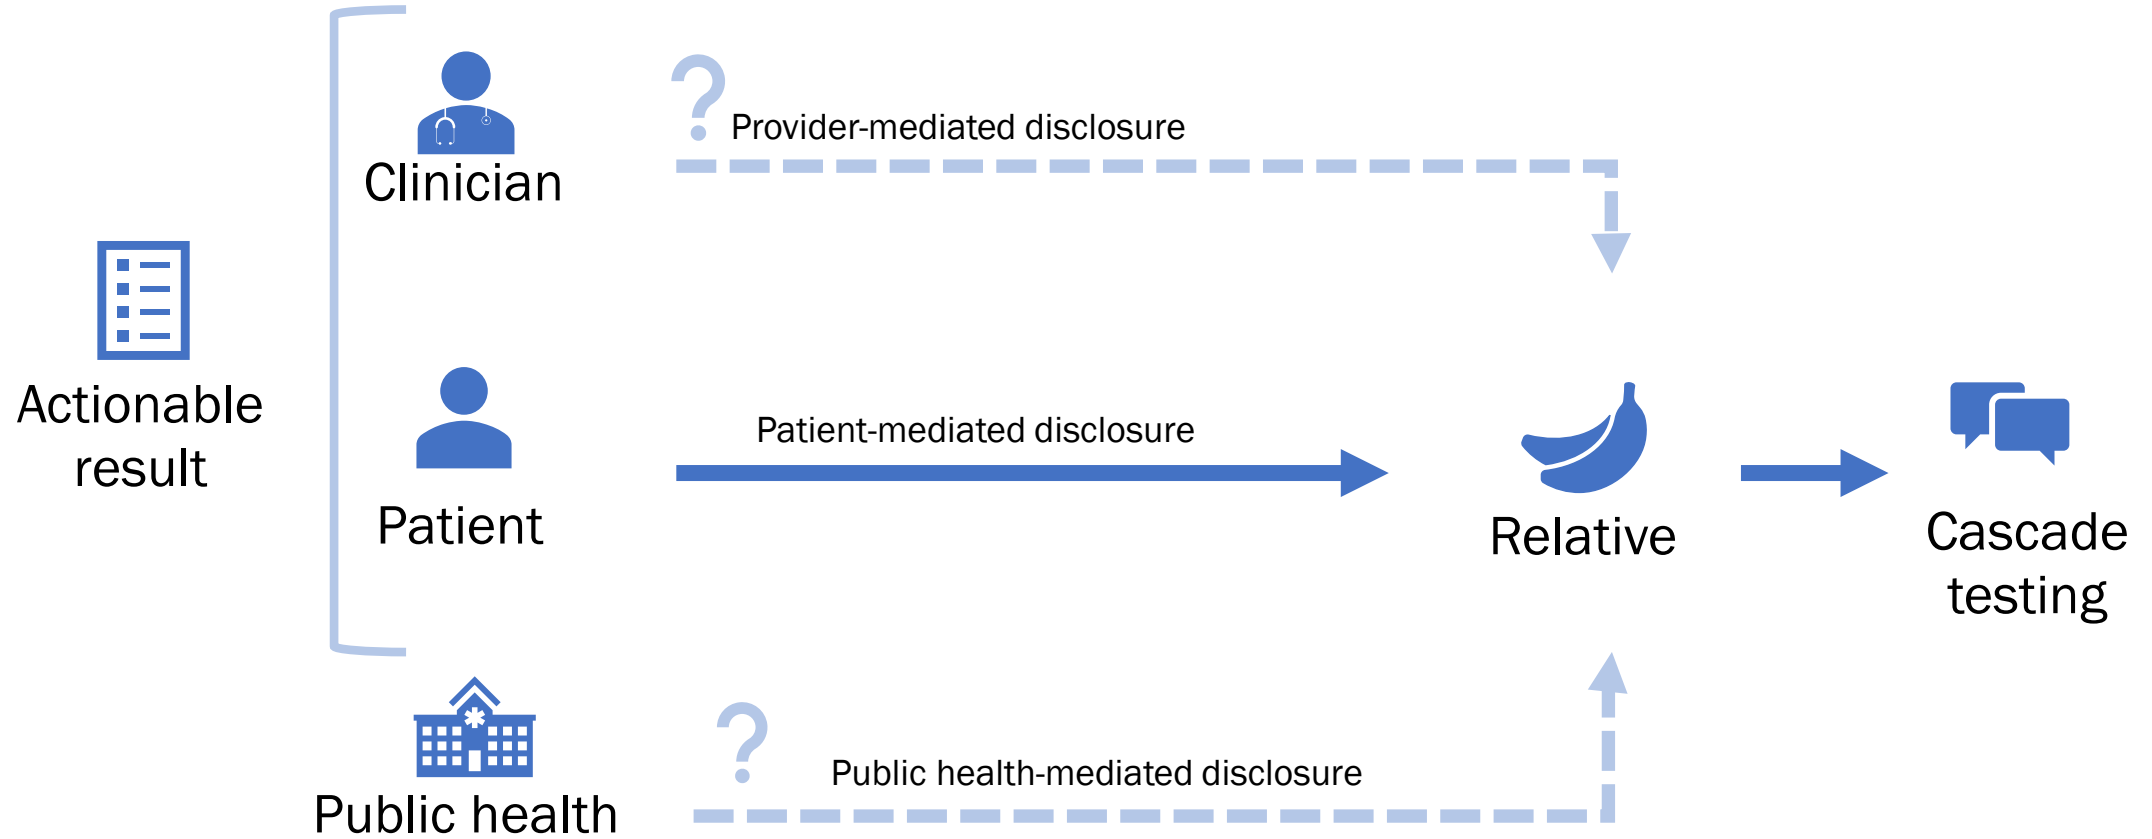 ?
Provider-mediated disclosure
Clinician
Actionable
result
Patient-mediated disclosure
Patient
Relative
Cascade
testing
?
Public health-mediated disclosure
Public health